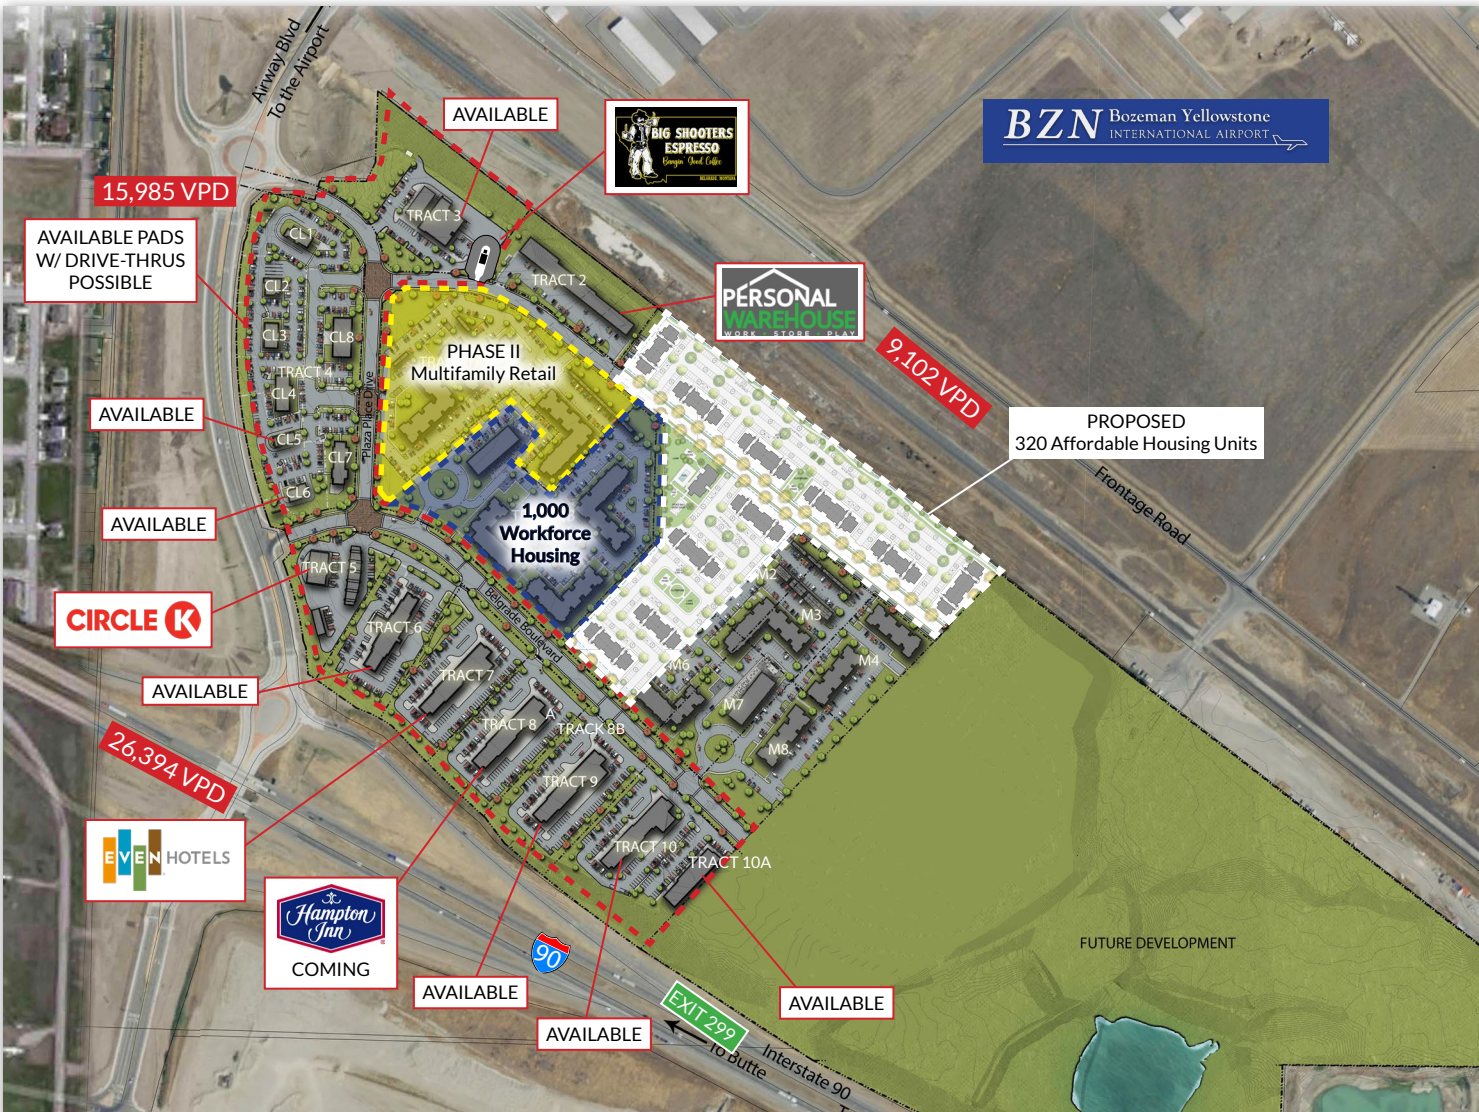 Airway Blvd
To the Airport
AVAILABLE
BIG SHOOTERS
ESPRESSO
Bangin' Good Coffee
BELGRADE, MONTANA
BZN Bozeman Yellowstone
INTERNATIONAL AIRPORT
15,985 VPD
AVAILABLE PADS
W/ DRIVE-THRUS
POSSIBLE
TRACT 3
CL1
CL2
CL3
CL8
TRACT 4
CL4
CL5
CL7
CL6
TRACT 2
PERSONAL
WAREHOUSE
WORK · STORE · PLAY
9,102 VPD
PHASE II
Multifamily Retail
Plaza Place Drive
AVAILABLE
AVAILABLE
PROPOSED
320 Affordable Housing Units
Frontage Road
1,000
Workforce
Housing
TRACT 5
CIRCLE K
TRACT 6
Belgrade Boulevard
AVAILABLE
M2
M3
M4
M6
M7
M8
TRACT 7
TRACT 8
A
TRACK 8B
TRACT 9
TRACT 10
TRACT 10A
26,394 VPD
EVEN HOTELS
Hampton
Inn
COMING
90
AVAILABLE
AVAILABLE
AVAILABLE
EXIT 299
To Butte
Interstate 90
FUTURE DEVELOPMENT